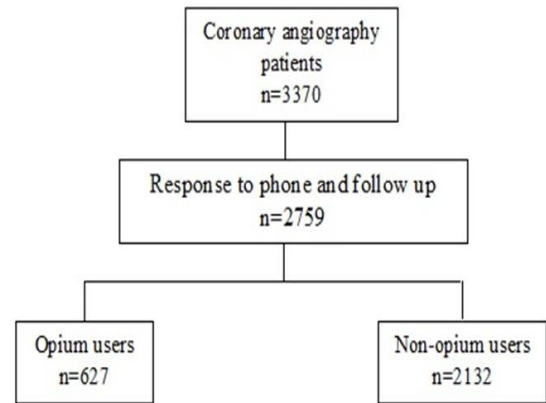 Coronary angiography
patients
n=3370
Response to phone and follow up
n=2759
Opium users
n=627
Non-opium users
n=2132